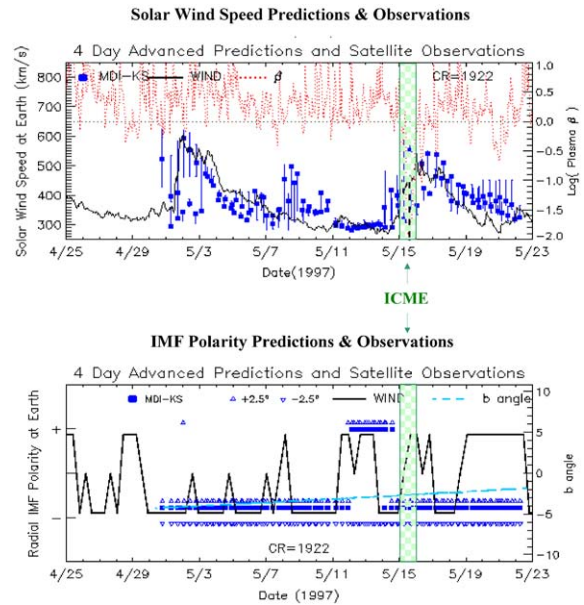 Solar Wind Speed Predictions & Observations
4 Day Advanced Predictions and Satellite Observations
MDI-KS WIND β CR=1922
Solar Wind Speed at Earth (km/s)
800
700
600
500
400
300
1.0
0.5
0.0
-0.5
-1.0
-1.5
-2.0
Log( Plasma β )
4/25 4/29 5/3 5/7 5/11 5/15 5/19 5/23
Date(1997)
ICME
IMF Polarity Predictions & Observations
4 Day Advanced Predictions and Satellite Observations
MDI-KS +2.5° -2.5° WIND b angle
Radial IMF Polarity at Earth
+
-
10
5
0
-5
-10
b angle
CR=1922
4/25 4/29 5/3 5/7 5/11 5/15 5/19 5/23
Date (1997)